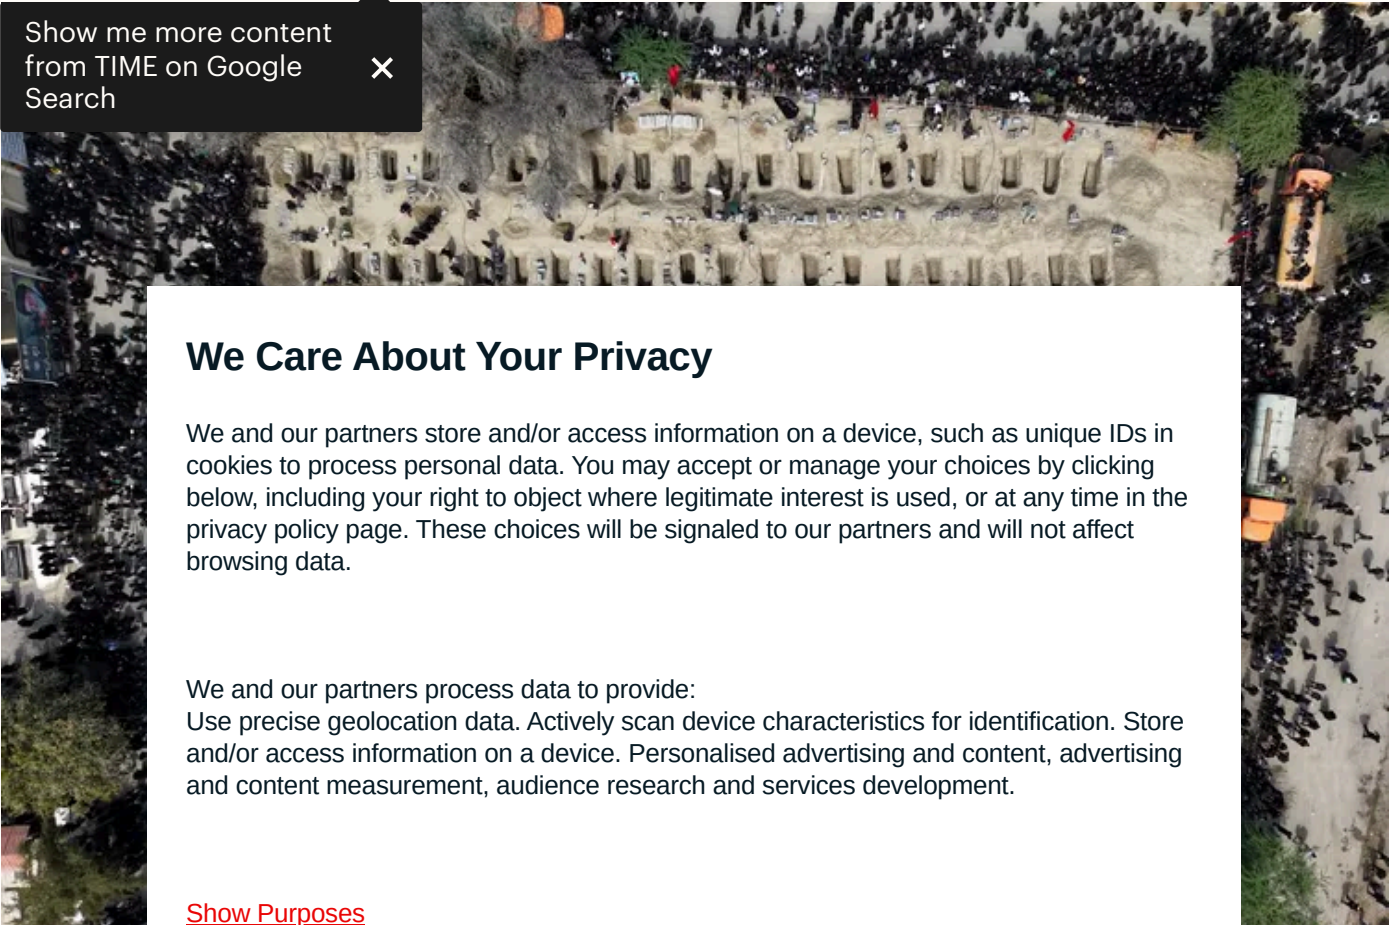 Show me more content
from TIME on Google
Search
We Care About Your Privacy
We and our partners store and/or access information on a device, such as unique IDs in
cookies to process personal data. You may accept or manage your choices by clicking
below, including your right to object where legitimate interest is used, or at any time in the
privacy policy page. These choices will be signaled to our partners and will not affect
browsing data.
We and our partners process data to provide:
Use precise geolocation data. Actively scan device characteristics for identification. Store
and/or access information on a device. Personalised advertising and content, advertising
and content measurement, audience research and services development.
Show Purposes